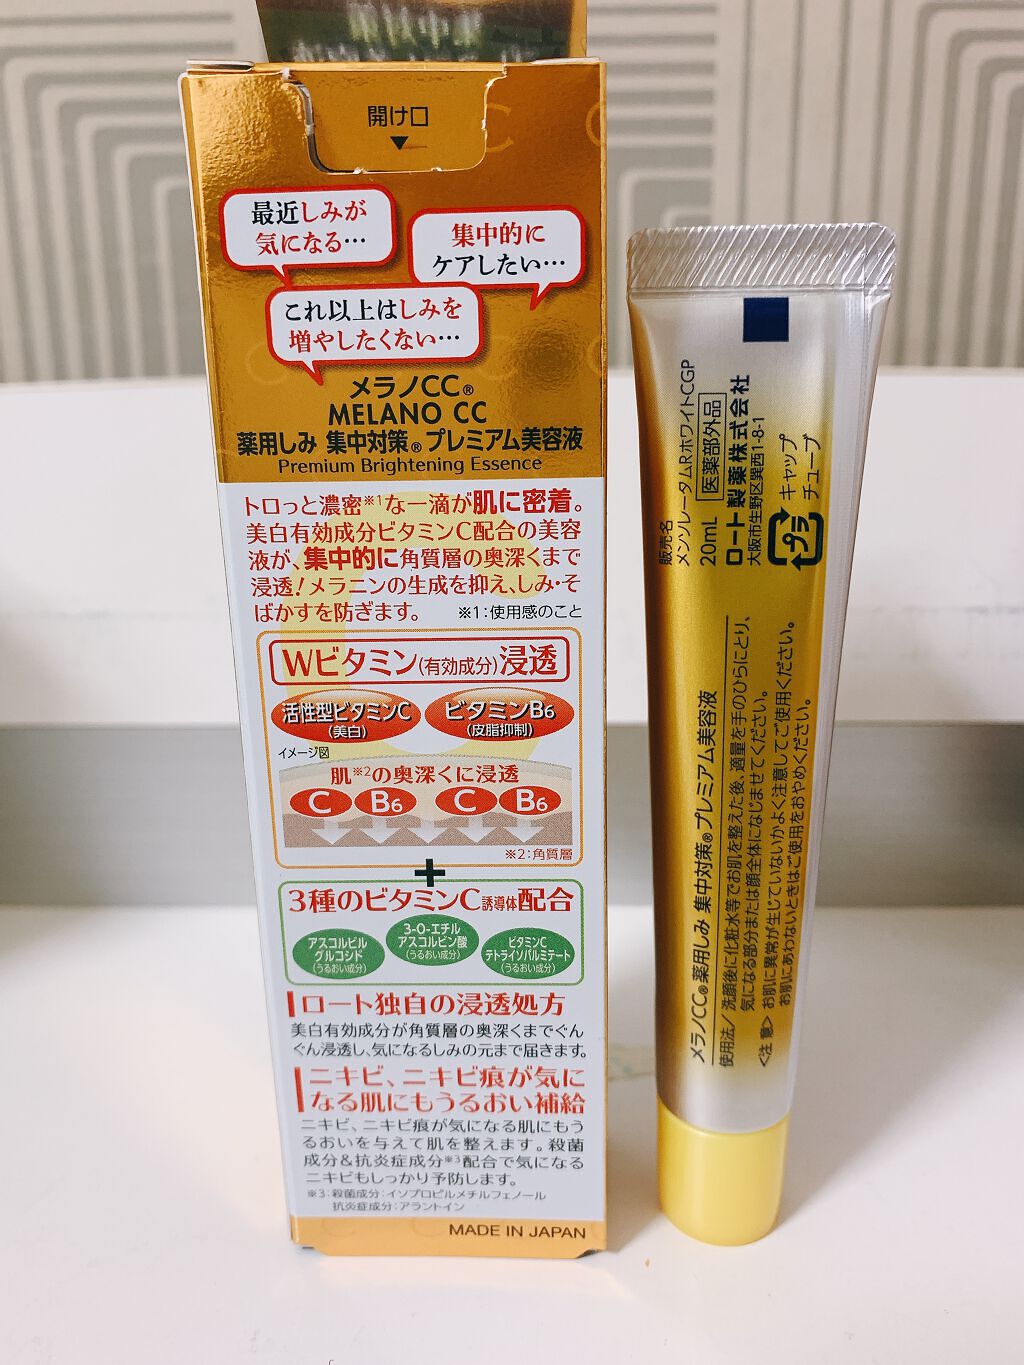 開け口
最近しみが
気になる…
集中的に
ケアしたい…
これ以上はしみを
増やしたくない…
メラノCC®
MELANO CC
薬用しみ 集中対策® プレミアム美容液
Premium Brightening Essence
トロっと濃密※1な一滴が肌に密着。
美白有効成分ビタミンC配合の美容
液が、集中的に角質層の奥深くまで
浸透!メラニンの生成を抑え、しみ・そ
ばかすを防ぎます。 ※1:使用感のこと
Wビタミン(有効成分)浸透
活性型ビタミンC
(美白)
ビタミンB6
(皮脂抑制)
イメージ図
肌※2の奥深くに浸透
C B6 C B6
※2:角質層
+
3種のビタミンC誘導体配合
アスコルビル
グルコシド
(うるおい成分)
3-O-エチル
アスコルビン酸
(うるおい成分)
ビタミンC
テトライソパルミテート
(うるおい成分)
ロート独自の浸透処方
美白有効成分が角質層の奥深くまでぐん
ぐん浸透し、気になるしみの元まで届きます。
ニキビ、ニキビ痕が気に
なる肌にもうるおい補給
ニキビ、ニキビ痕が気になる肌にもう
るおいを与えて肌を整えます。殺菌
成分&抗炎症成分※3配合で気になる
ニキビもしっかり予防します。
※3:殺菌成分:イソプロピルメチルフェノール
抗炎症成分:アラントイン
MADE IN JAPAN
販売名
メンソレータムRホワイトCGP
20mL 医薬部外品
ロート製薬株式会社
大阪市生野区巽西1-8-1
プラ
キャップ
チューブ
メラノCC®薬用しみ 集中対策®プレミアム美容液
使用法/洗顔後に化粧水等でお肌を整えた後、適量を手のひらにとり、
気になる部分または顔全体になじませてください。
<注意>お肌に異常が生じていないかよく注意してご使用ください。
お肌にあわないときはご使用をおやめください。